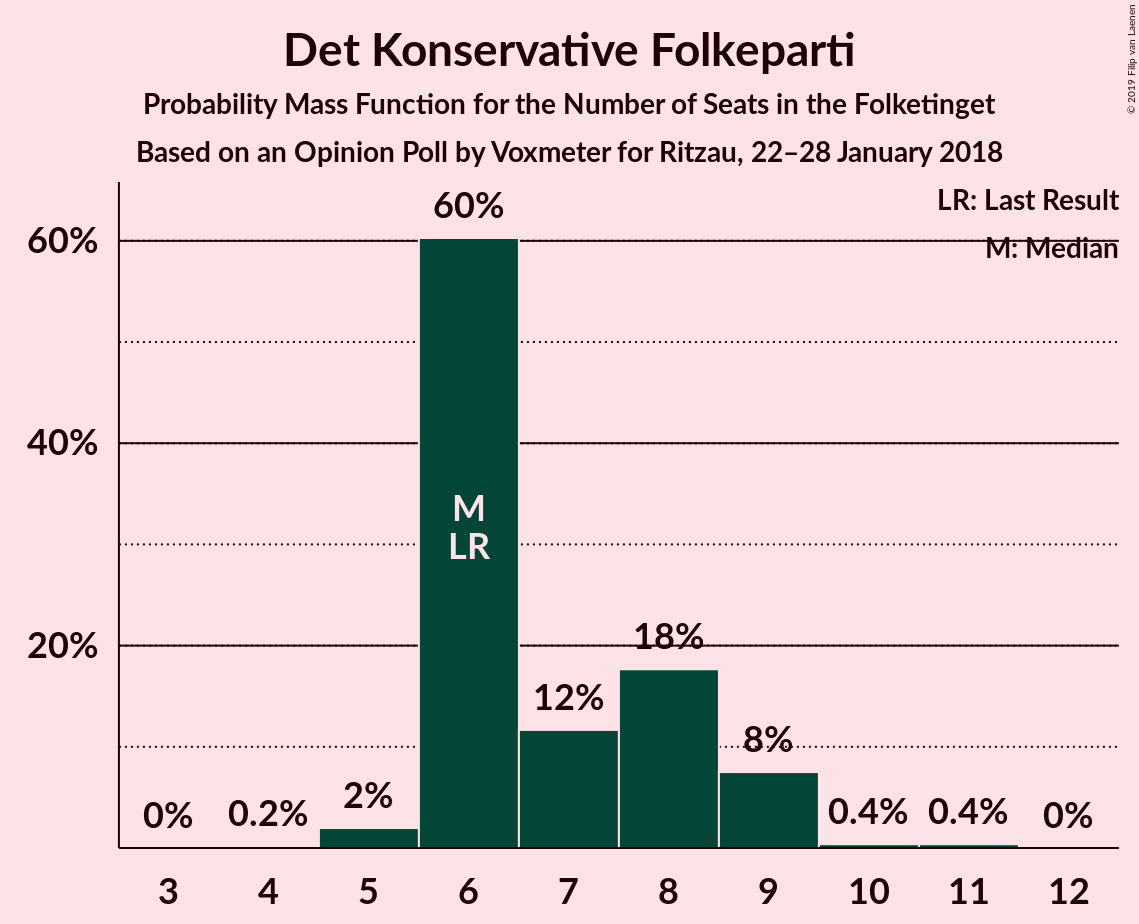 Det Konservative Folkeparti
Probability Mass Function for the Number of Seats in the Folketinget
Based on an Opinion Poll by Voxmeter for Ritzau, 22–28 January 2018
© 2019 Filip van Laenen
LR: Last Result
M: Median
60%
40%
20%
0%
0.2%
2%
60%
12%
18%
8%
0.4%
0.4%
0%
M
LR
3 4 5 6 7 8 9 10 11 12